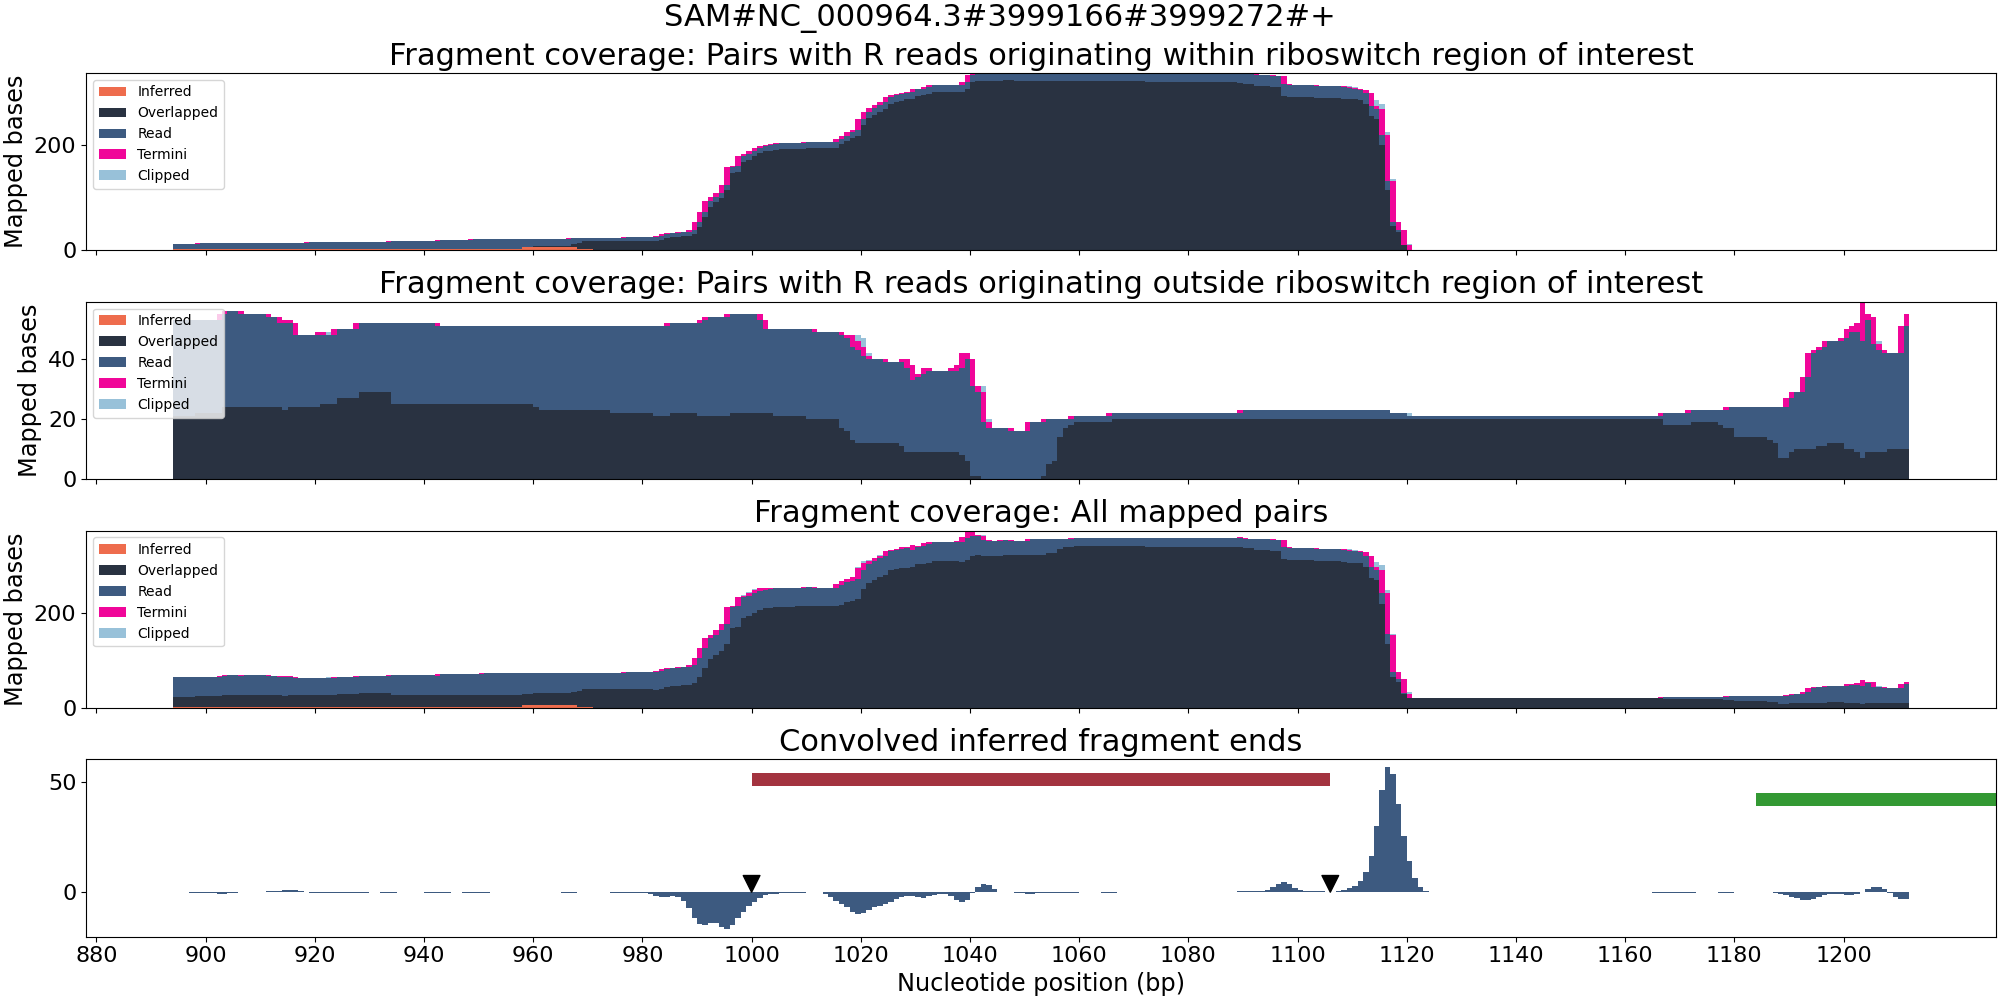 SAM#NC_000964.3#3999166#3999272#+
Fragment coverage: Pairs with R reads originating within riboswitch region of interest
Mapped bases
200
0
Inferred
Overlapped
Read
Termini
Clipped
Fragment coverage: Pairs with R reads originating outside riboswitch region of interest
Mapped bases
40
20
0
Inferred
Overlapped
Read
Termini
Clipped
Fragment coverage: All mapped pairs
Mapped bases
200
0
Inferred
Overlapped
Read
Termini
Clipped
Convolved inferred fragment ends
50
0
880 900 920 940 960 980 1000 1020 1040 1060 1080 1100 1120 1140 1160 1180 1200
Nucleotide position (bp)